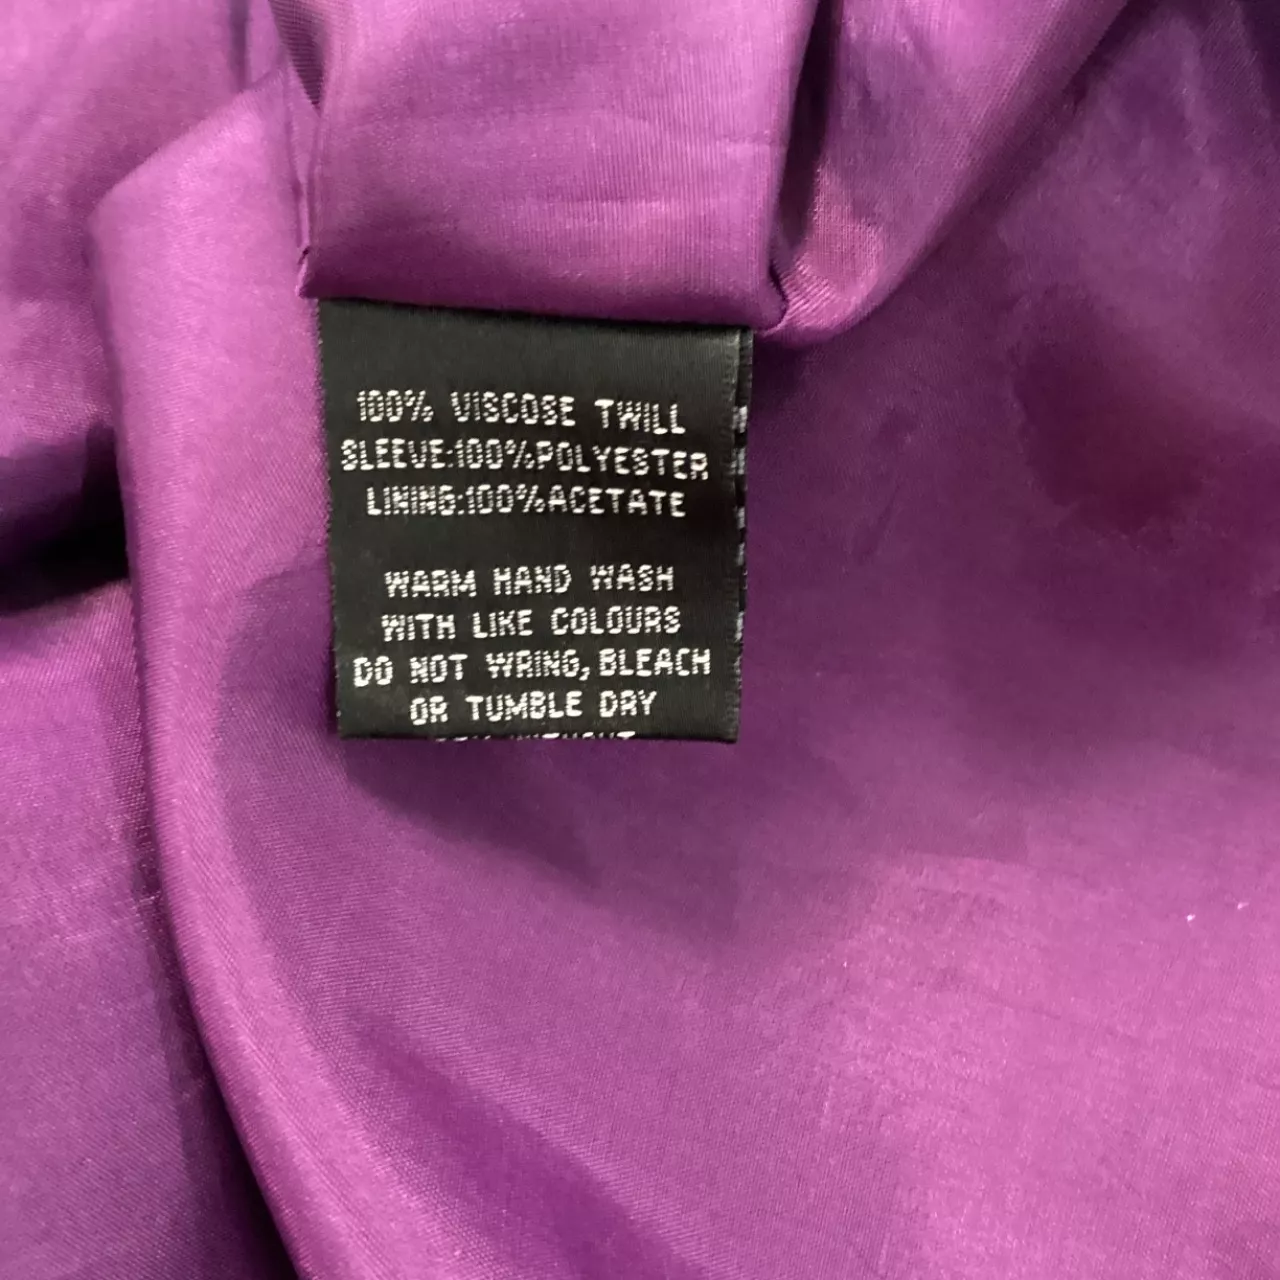 100% VISCOSE TWILL
SLEEVE:100%POLYESTER
LINING:100%ACETATE
WARM HAND WASH
WITH LIKE COLOURS
DO NOT WRING, BLEACH
OR TUMBLE DRY
WITHOUT